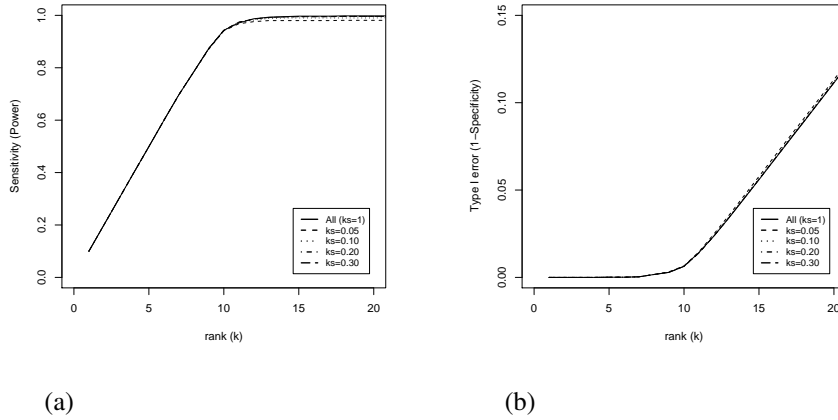 1.0
0.8
0.6
0.4
0.2
0.0
Sensitivity (Power)
All (ks=1)
ks=0.05
ks=0.10
ks=0.20
ks=0.30
0 5 10 15 20
rank (k)
(a)
0.15
0.10
0.05
0.00
Type I error (1−Specificity)
All (ks=1)
ks=0.05
ks=0.10
ks=0.20
ks=0.30
0 5 10 15 20
rank (k)
(b)